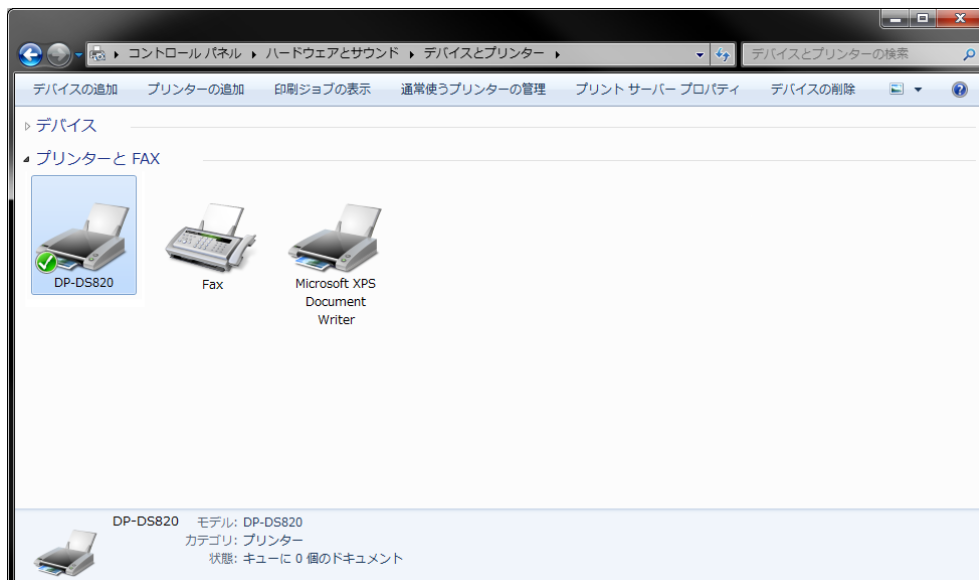 コントロール パネル ▸ ハードウェアとサウンド ▸ デバイスとプリンター ▸ デバイスとプリンターの検索
デバイスの追加 プリンターの追加 印刷ジョブの表示 通常使うプリンターの管理 プリント サーバー プロパティ デバイスの削除
デバイス
プリンターと FAX
DP-DS820 Fax Microsoft XPS
Document
Writer
DP-DS820 モデル: DP-DS820
カテゴリ: プリンター
状態: キューに 0 個のドキュメント